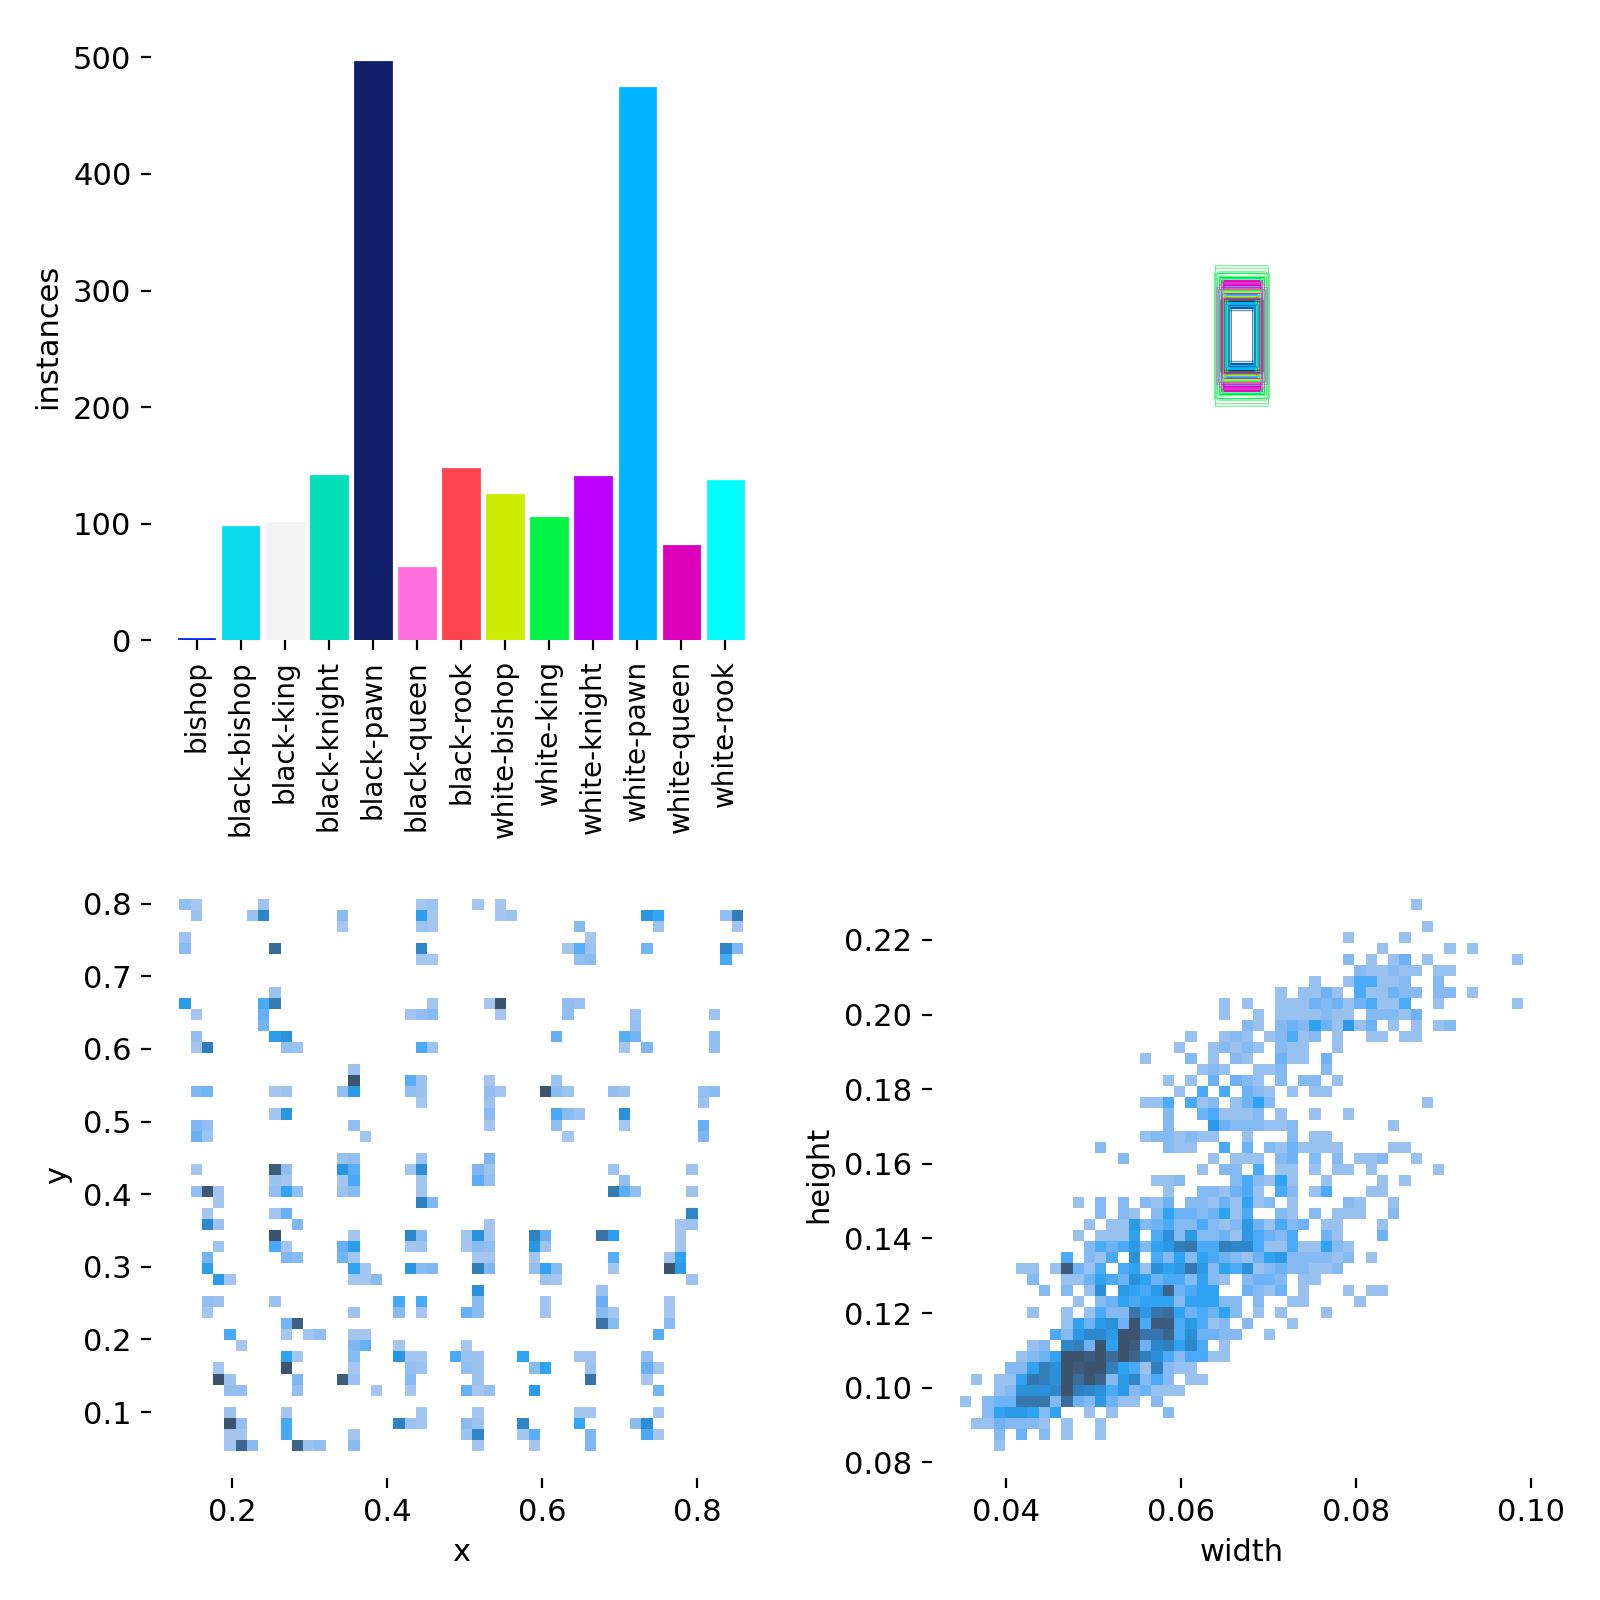 500
400
300
200
100
0
instances
bishop
black-bishop
black-king
black-knight
black-pawn
black-queen
black-rook
white-bishop
white-king
white-knight
white-pawn
white-queen
white-rook
0.8
0.7
0.6
0.5
0.4
0.3
0.2
0.1
y
0.2 0.4 0.6 0.8
x
0.22
0.20
0.18
0.16
0.14
0.12
0.10
0.08
height
0.04 0.06 0.08 0.10
width